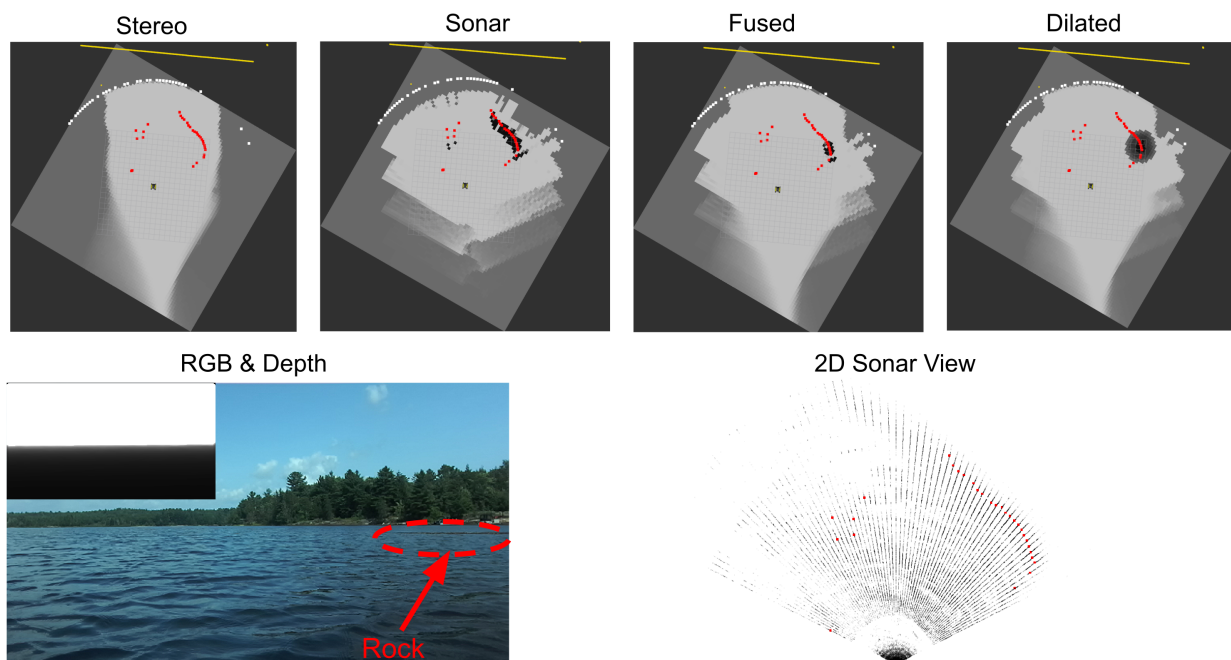 Stereo
Sonar
Fused
Dilated
RGB & Depth
2D Sonar View
Rock